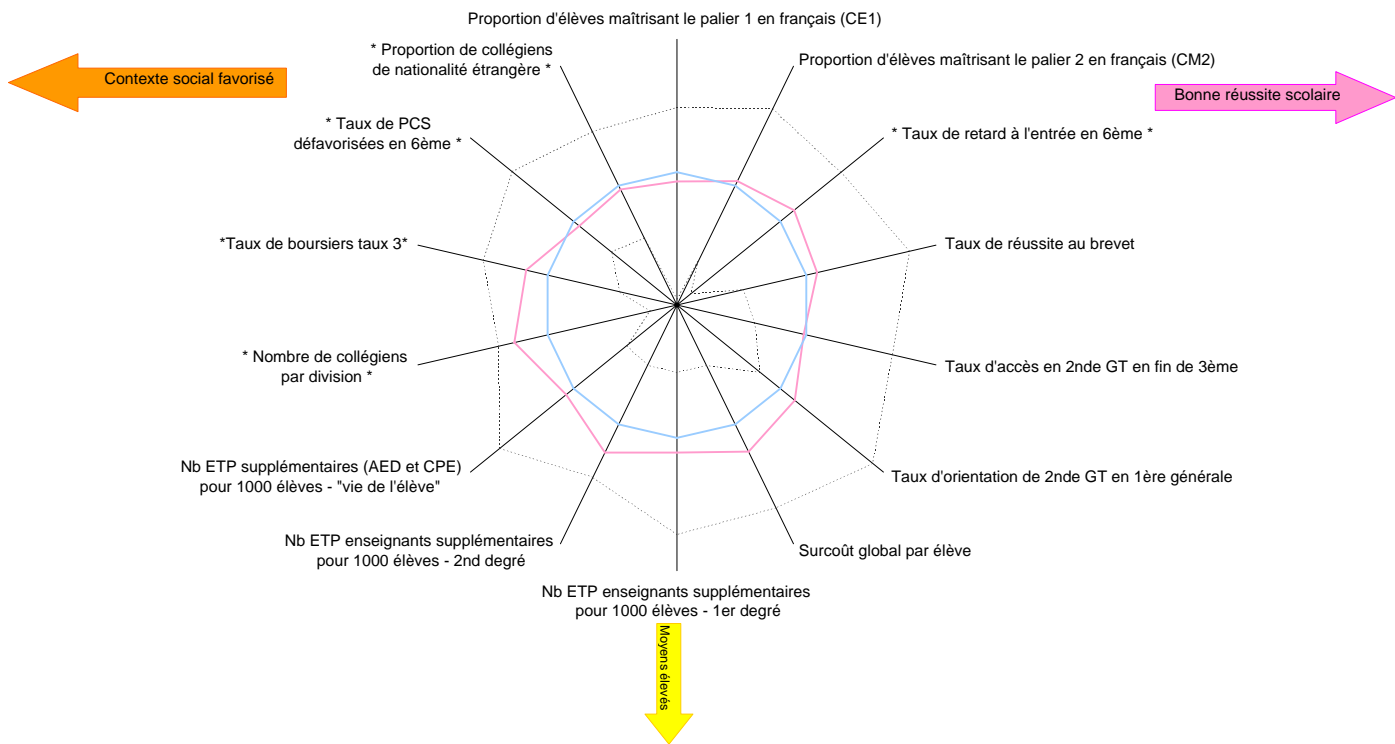 Proportion d'élèves maîtrisant le palier 1 en français (CE1)
* Proportion de collégiens
de nationalité étrangère *
Proportion d'élèves maîtrisant le palier 2 en français (CM2)
Contexte social favorisé
Bonne réussite scolaire
* Taux de PCS
défavorisées en 6ème *
* Taux de retard à l'entrée en 6ème *
*Taux de boursiers taux 3*
Taux de réussite au brevet
* Nombre de collégiens
par division *
Taux d'accès en 2nde GT en fin de 3ème
Nb ETP supplémentaires (AED et CPE)
pour 1000 élèves - "vie de l'élève"
Taux d'orientation de 2nde GT en 1ère générale
Nb ETP enseignants supplémentaires
pour 1000 élèves - 2nd degré
Surcoût global par élève
Nb ETP enseignants supplémentaires
pour 1000 élèves - 1er degré
Moyens élevés